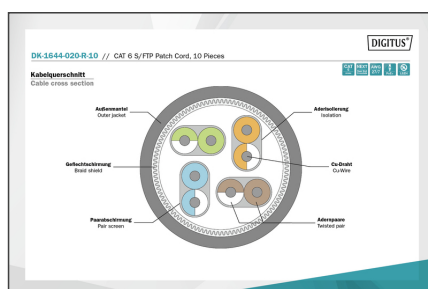 DIGITUS®
DK-1644-020-R-10 // CAT 6 S/FTP Patch Cord, 10 Pieces
Kabelquerschnitt
Cable cross section
Außenmantel
Outer jacket
Aderisolierung
Isolation
Geflechtschirmung
Braid shield
Cu-Draht
Cu-Wire
Paarabschirmung
Pair screen
Adernpaare
Twisted pair